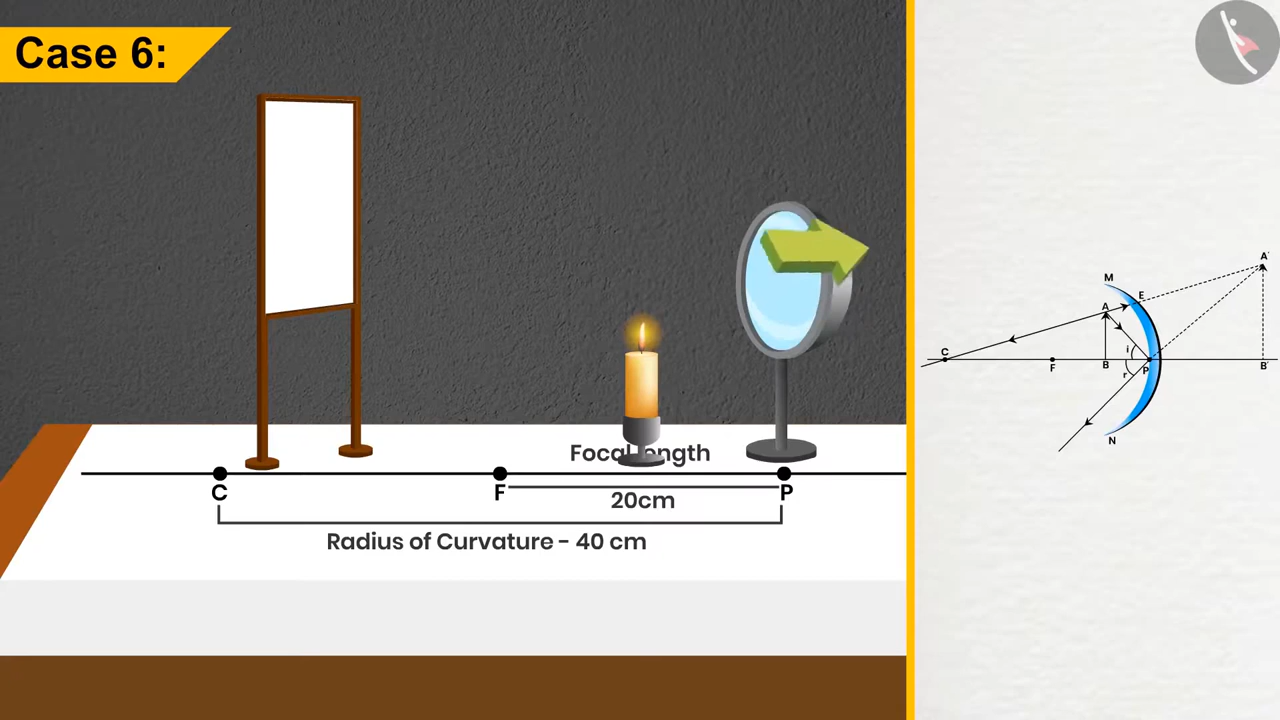 Case 6:
Focal length
C
F
P
20cm
Radius of Curvature - 40 cm
A'
M
E
A
C
i
F
B
r
P
B'
N